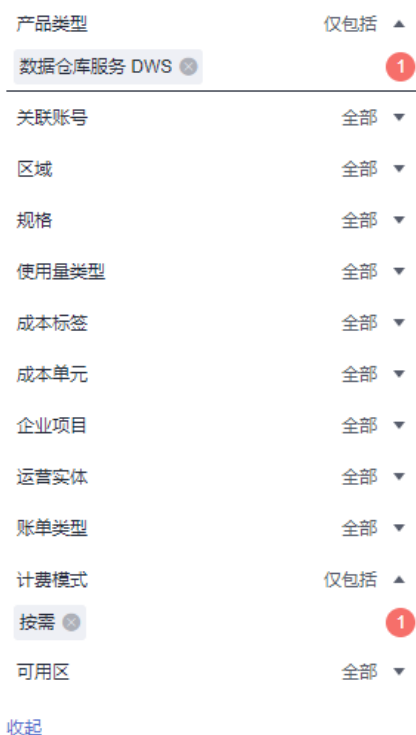 产品类型 仅包括
数据仓库服务 DWS 1
关联账号 全部
区域 全部
规格 全部
使用量类型 全部
成本标签 全部
成本单元 全部
企业项目 全部
运营实体 全部
账单类型 全部
计费模式 仅包括
按需 1
可用区 全部
收起